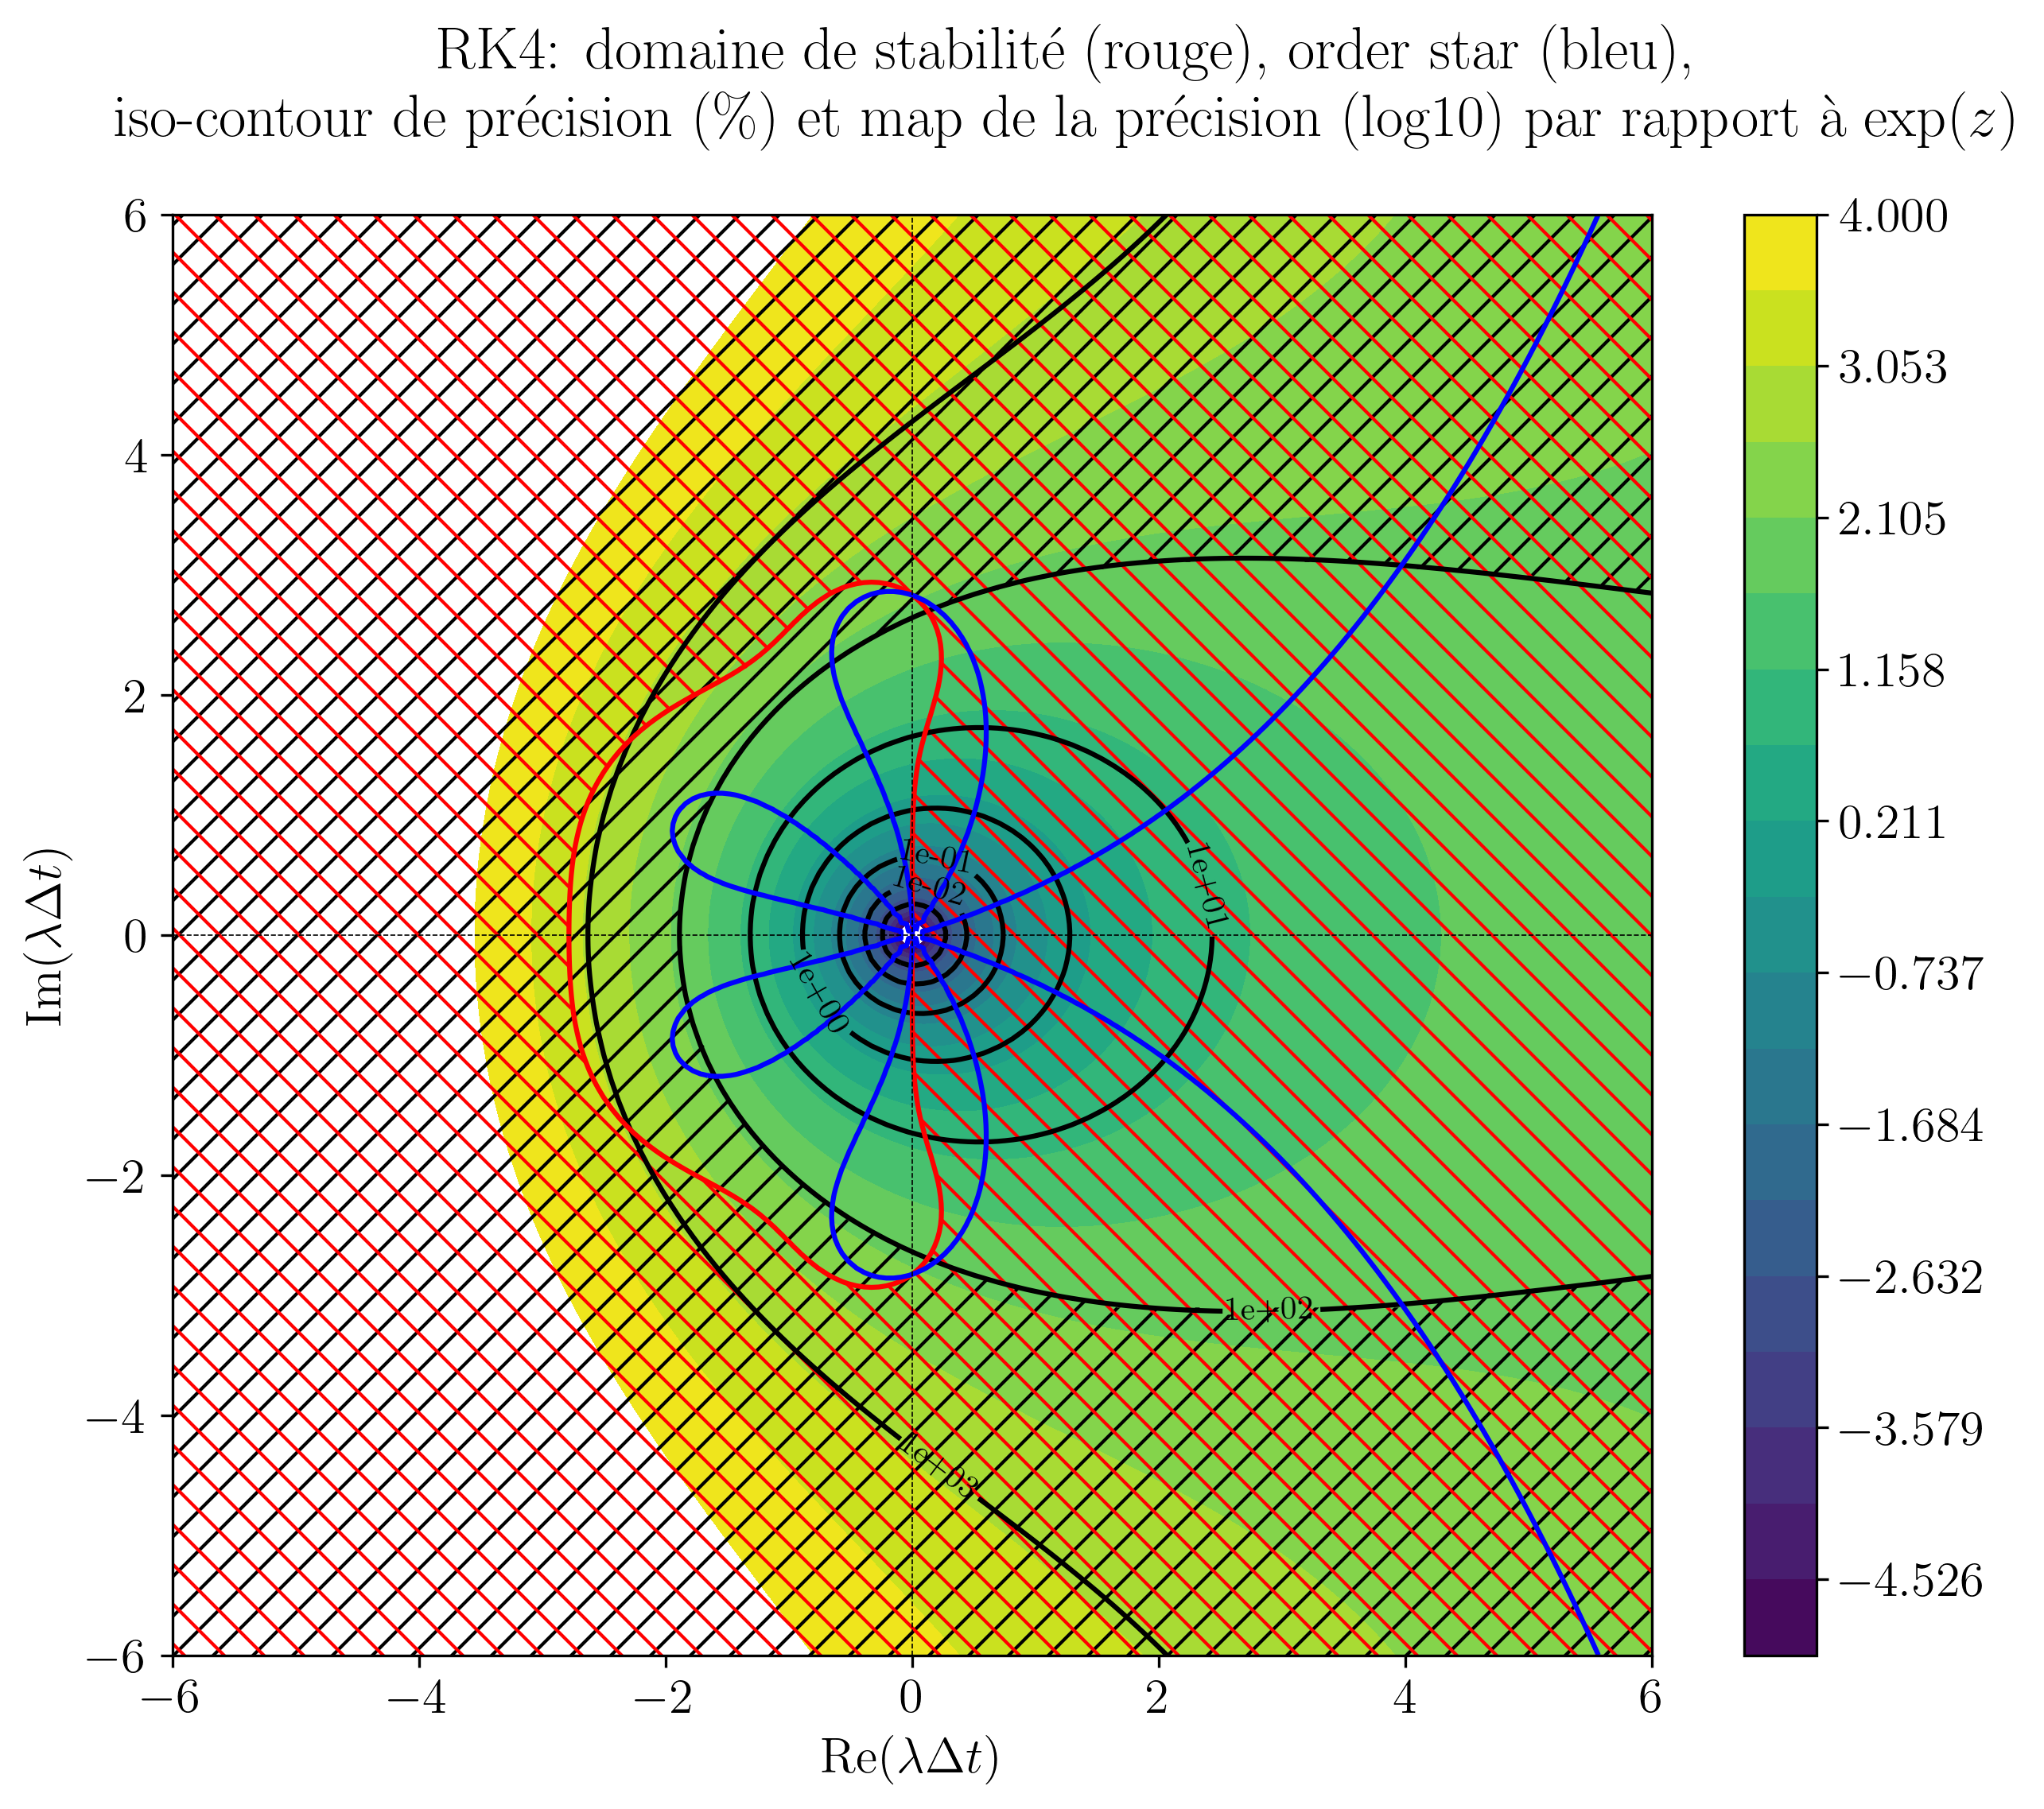 RK4: domaine de stabilité (rouge), order star (bleu),
iso-contour de précision (%) et map de la précision (log10) par rapport à exp(z)
6
4
2
0
−2
−4
−6
Im(λΔt)
−6
−4
−2
0
2
4
6
Re(λΔt)
1e-01
1e-02
1e+00
1e+01
1e+02
1e+03
4.000
3.053
2.105
1.158
0.211
−0.737
−1.684
−2.632
−3.579
−4.526